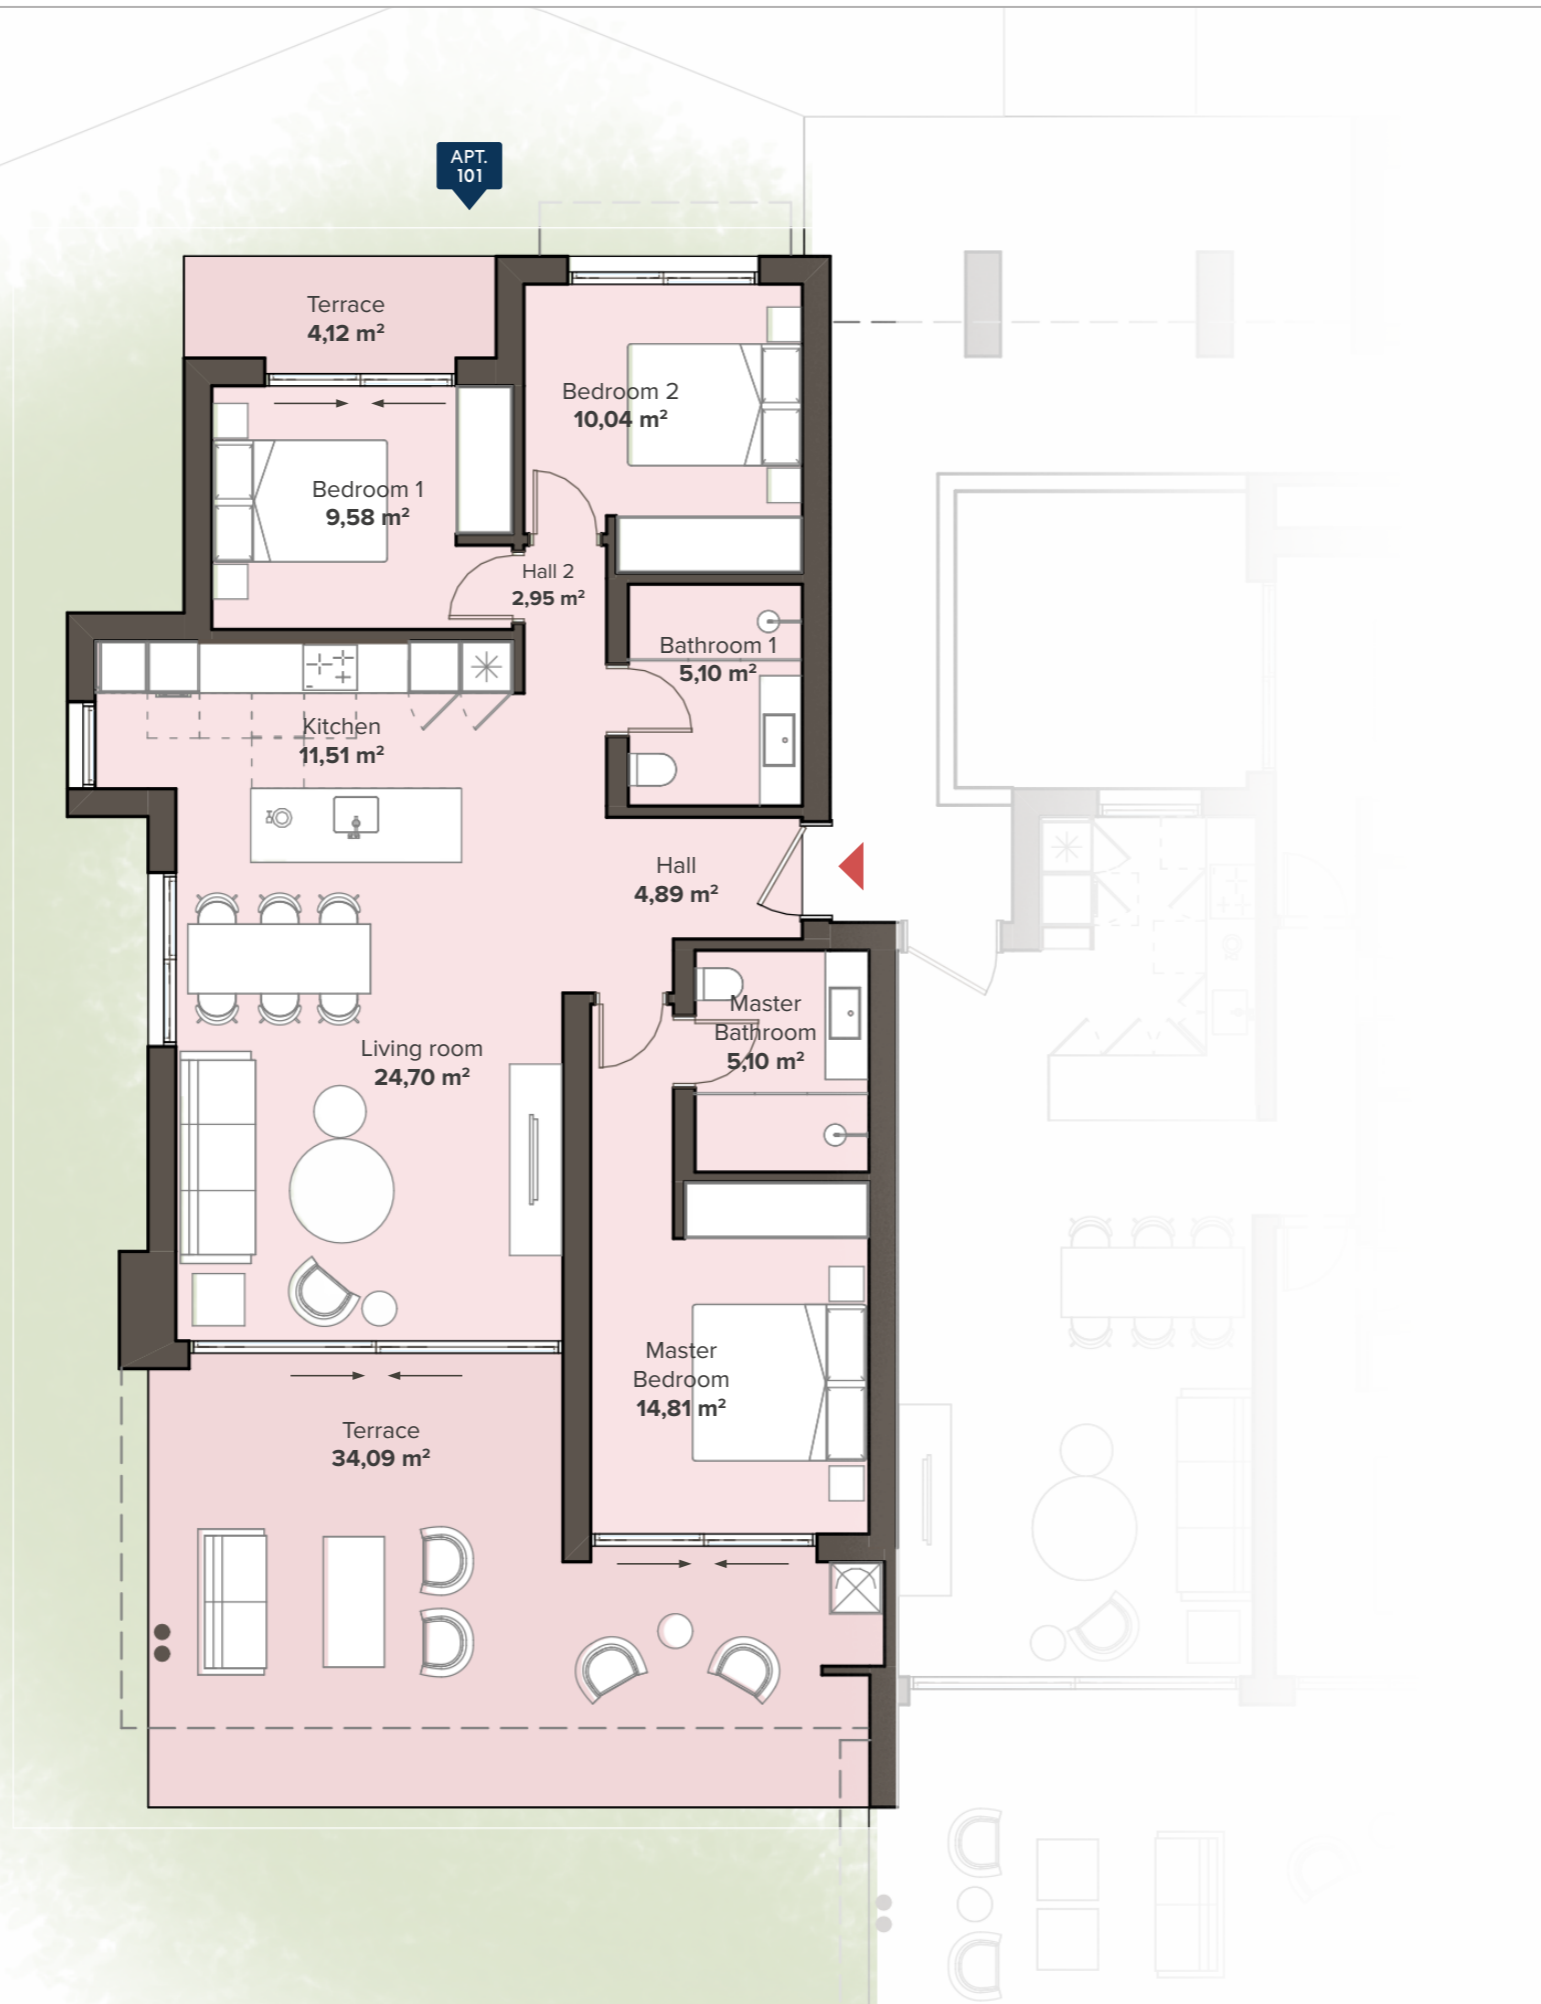 APT.
101
Terrace
4,12 m²
Bedroom 2
10,04 m²
Bedroom 1
9,58 m²
Hall 2
2,95 m²
Bathroom 1
5,10 m²
Kitchen
11,51 m²
Hall
4,89 m²
Master
Bathroom
5,10 m²
Living room
24,70 m²
Master
Bedroom
14,81 m²
Terrace
34,09 m²